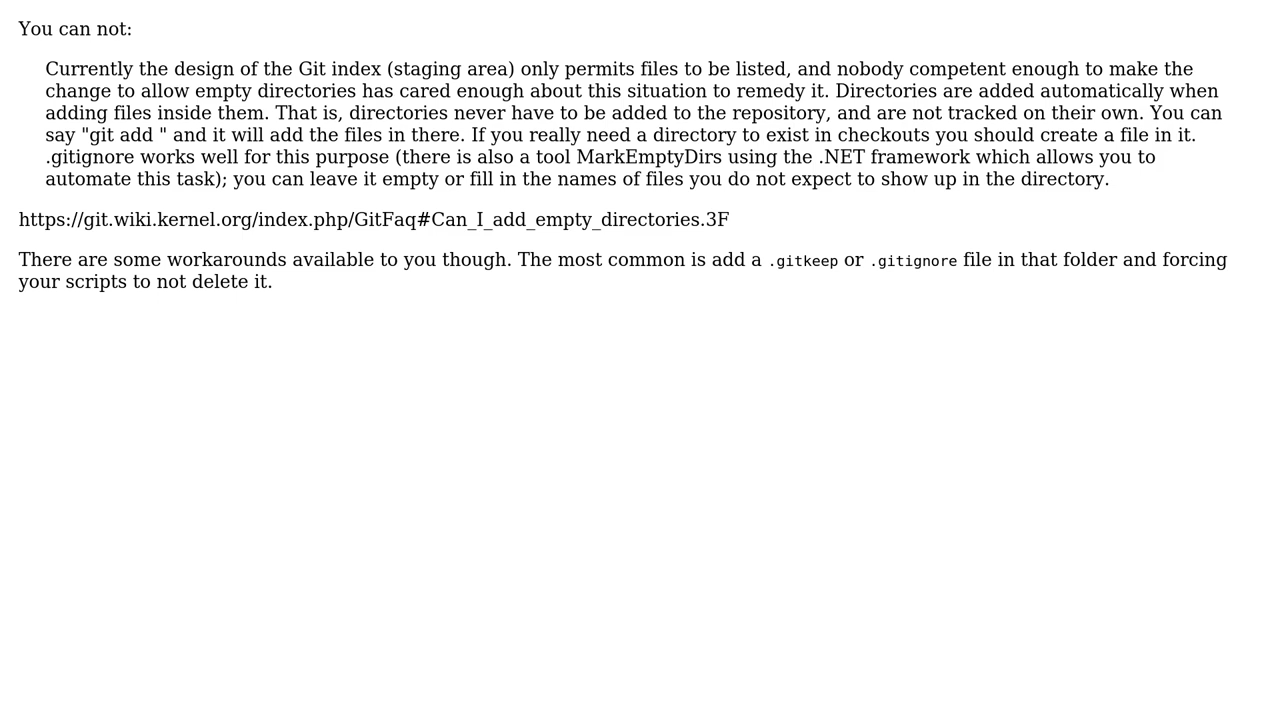 You can not:
Currently the design of the Git index (staging area) only permits files to be listed, and nobody competent enough to make the
change to allow empty directories has cared enough about this situation to remedy it. Directories are added automatically when
adding files inside them. That is, directories never have to be added to the repository, and are not tracked on their own. You can
say "git add " and it will add the files in there. If you really need a directory to exist in checkouts you should create a file in it.
.gitignore works well for this purpose (there is also a tool MarkEmptyDirs using the .NET framework which allows you to
automate this task); you can leave it empty or fill in the names of files you do not expect to show up in the directory.
https://git.wiki.kernel.org/index.php/GitFaq#Can_I_add_empty_directories.3F
There are some workarounds available to you though. The most common is add a .gitkeep or .gitignore file in that folder and forcing
your scripts to not delete it.